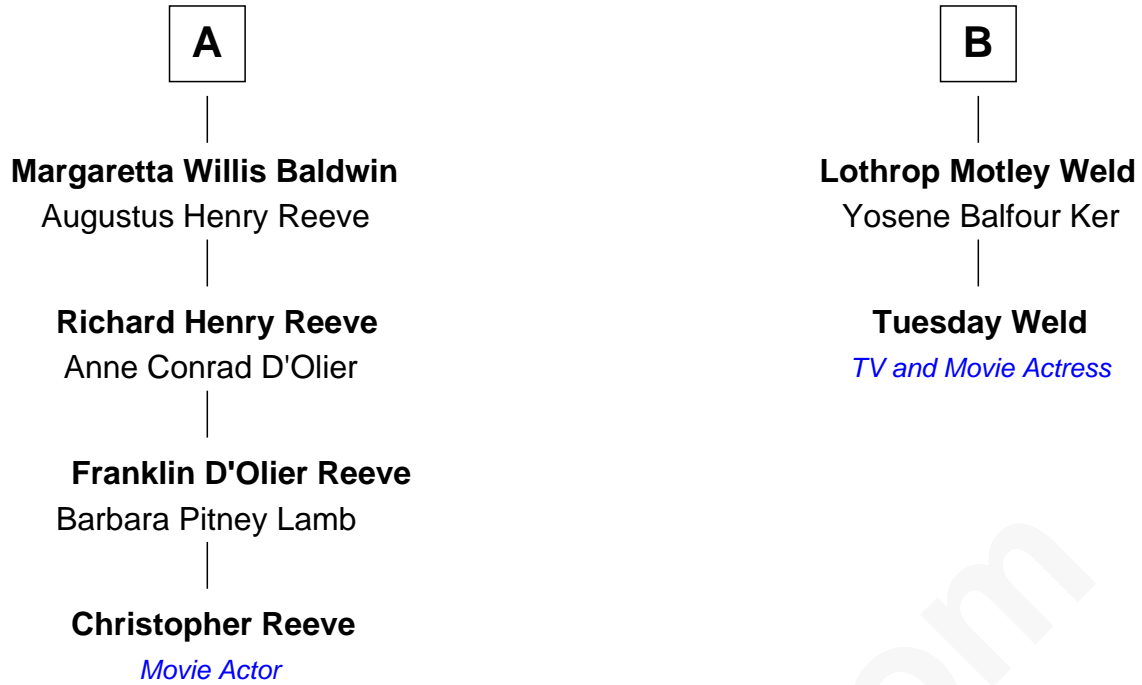 A
Margaretta Willis Baldwin
Augustus Henry Reeve
Richard Henry Reeve
Anne Conrad D'Olier
Franklin D'Olier Reeve
Barbara Pitney Lamb
Christopher Reeve
Movie Actor
B
Lothrop Motley Weld
Yosene Balfour Ker
Tuesday Weld
TV and Movie Actress
om